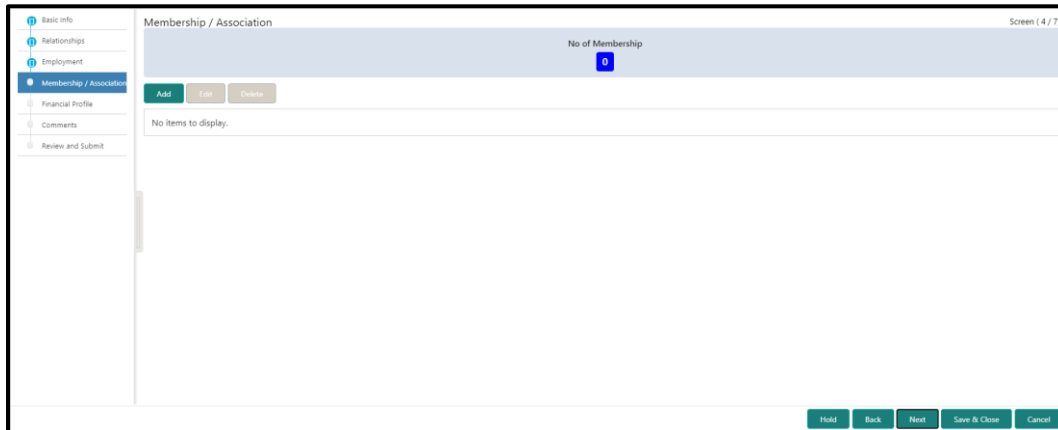 Basic Info
Relationships
Employment
Membership / Association
Financial Profile
Comments
Review and Submit
Membership / Association
Screen ( 4 / 7
No of Membership
0
Add Edit Delete
No items to display.
Hold Back Next Save & Close Cancel